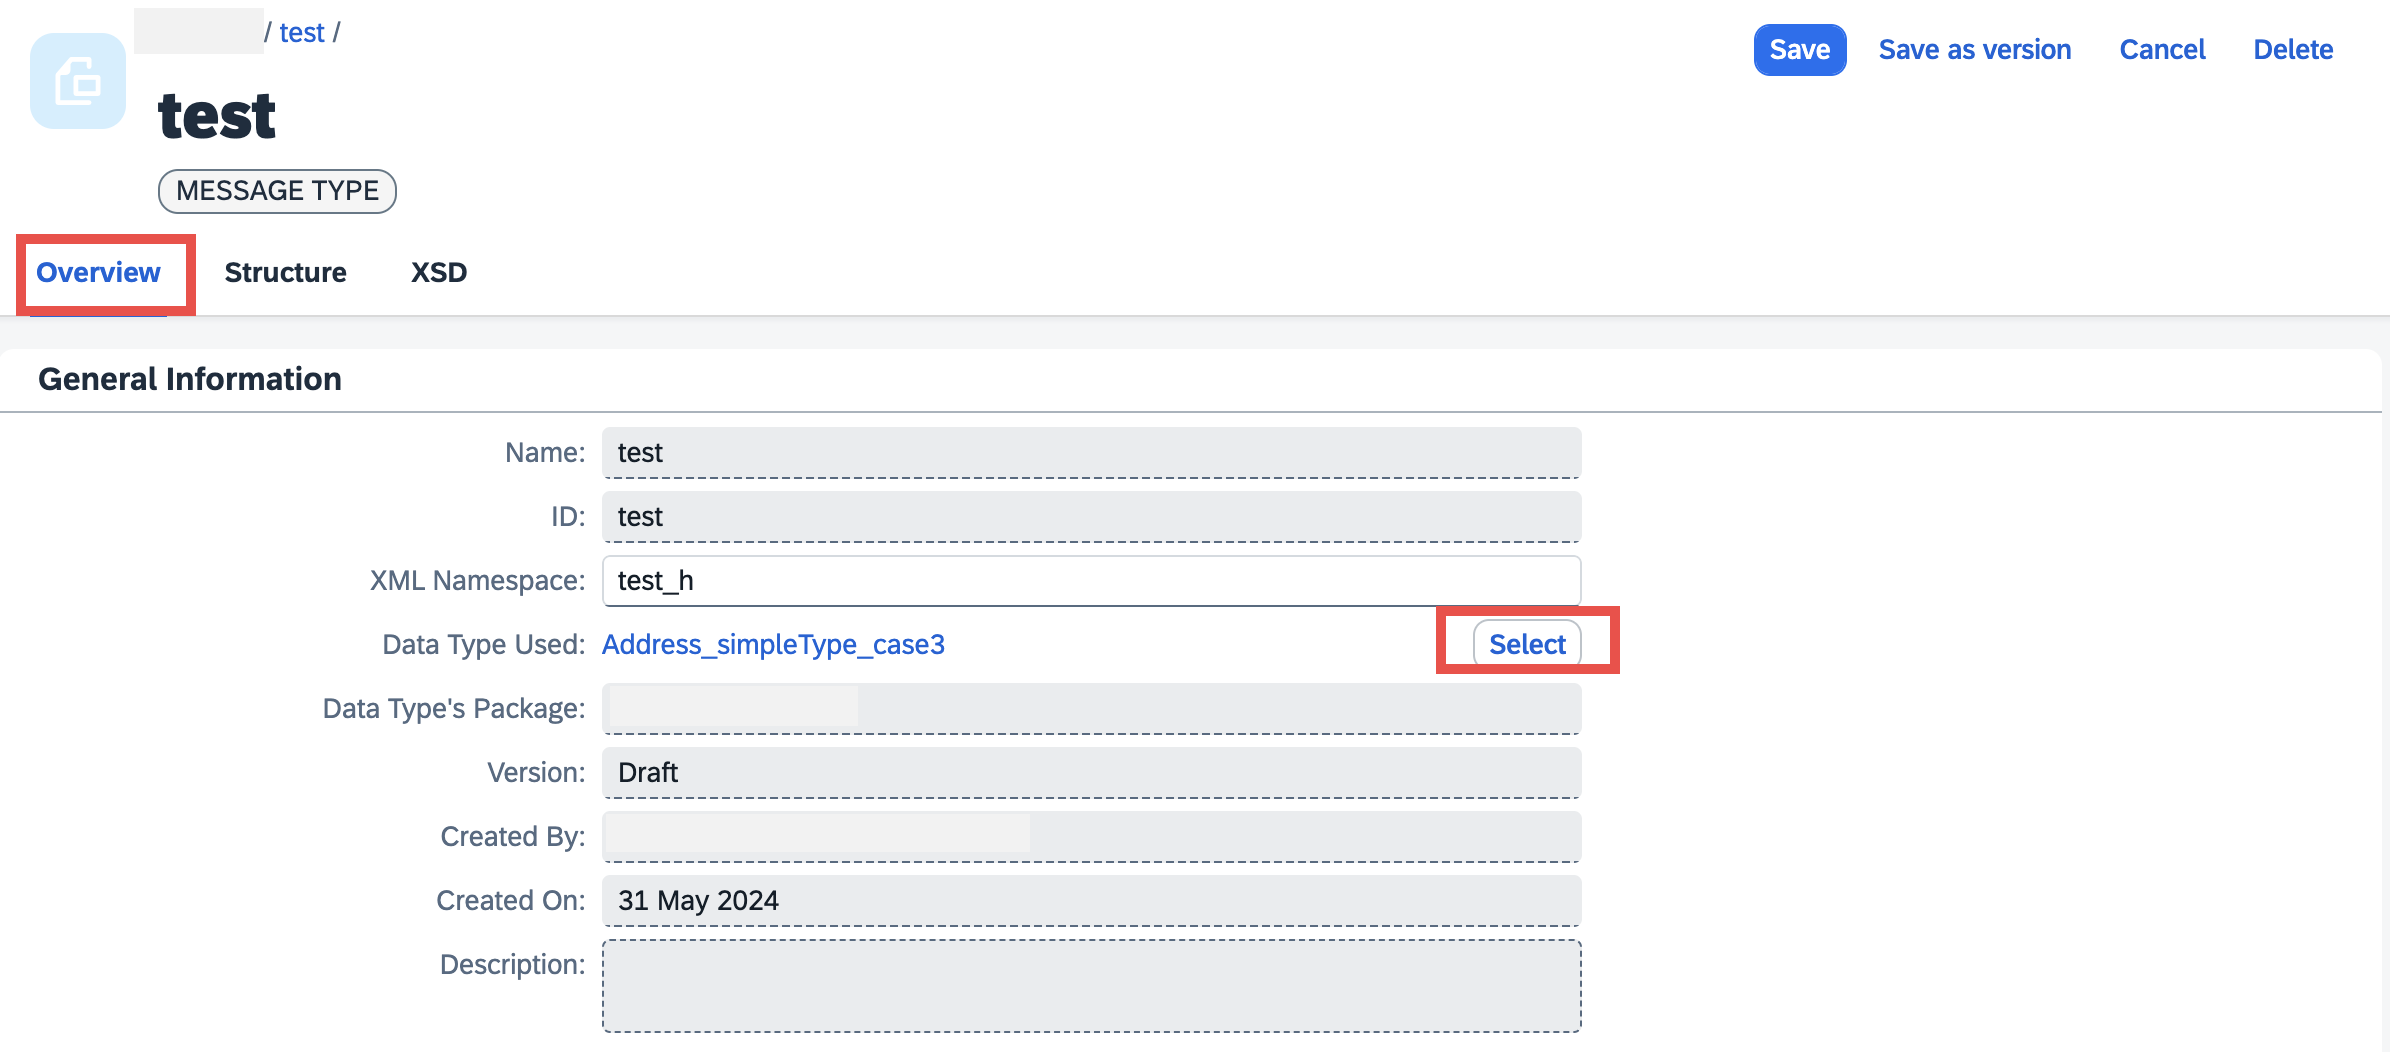 / test /
Save Save as version Cancel Delete
test
MESSAGE TYPE
Overview Structure XSD
General Information
Name: test
ID: test
XML Namespace: test_h
Data Type Used: Address_simpleType_case3 Select
Data Type's Package:
Version: Draft
Created By:
Created On: 31 May 2024
Description: